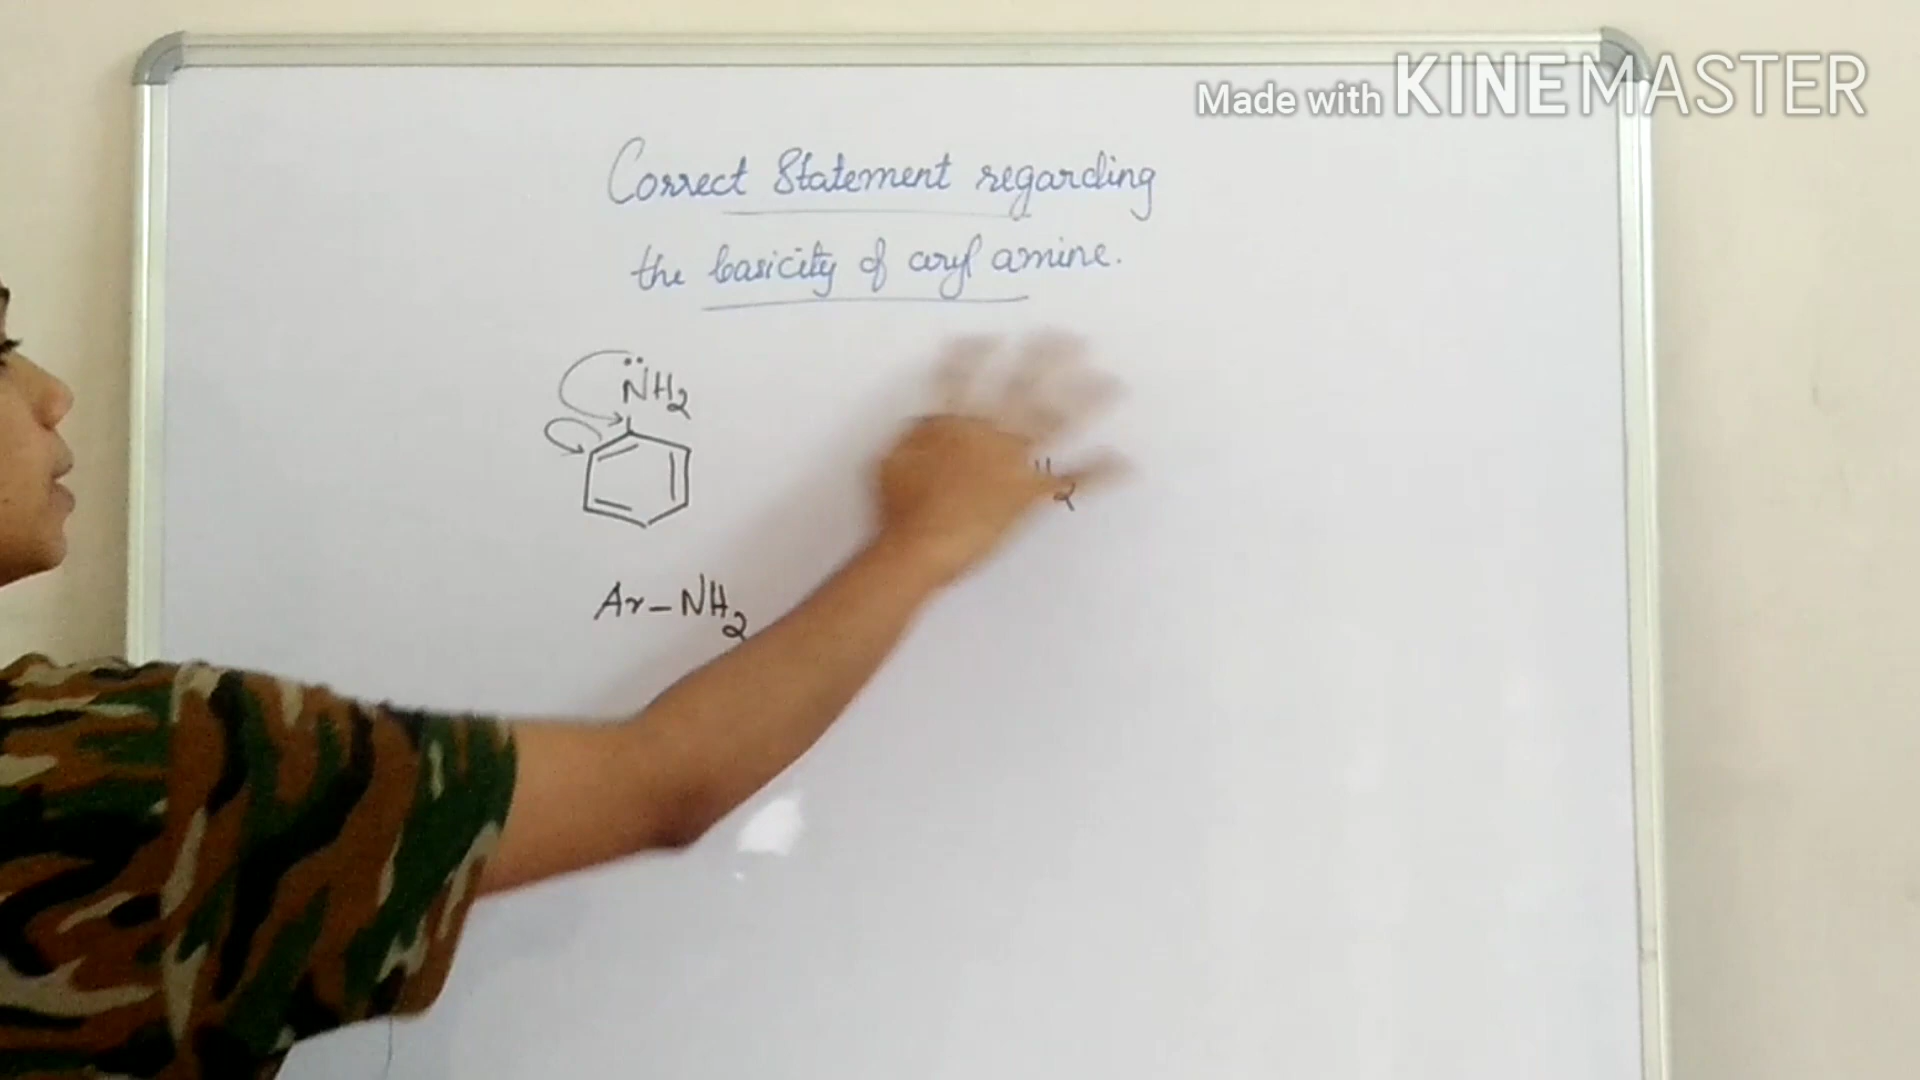 Made with KINEMASTER
Correct Statement regarding
the basicity of aryl amine.
NH2
Ar-NH2